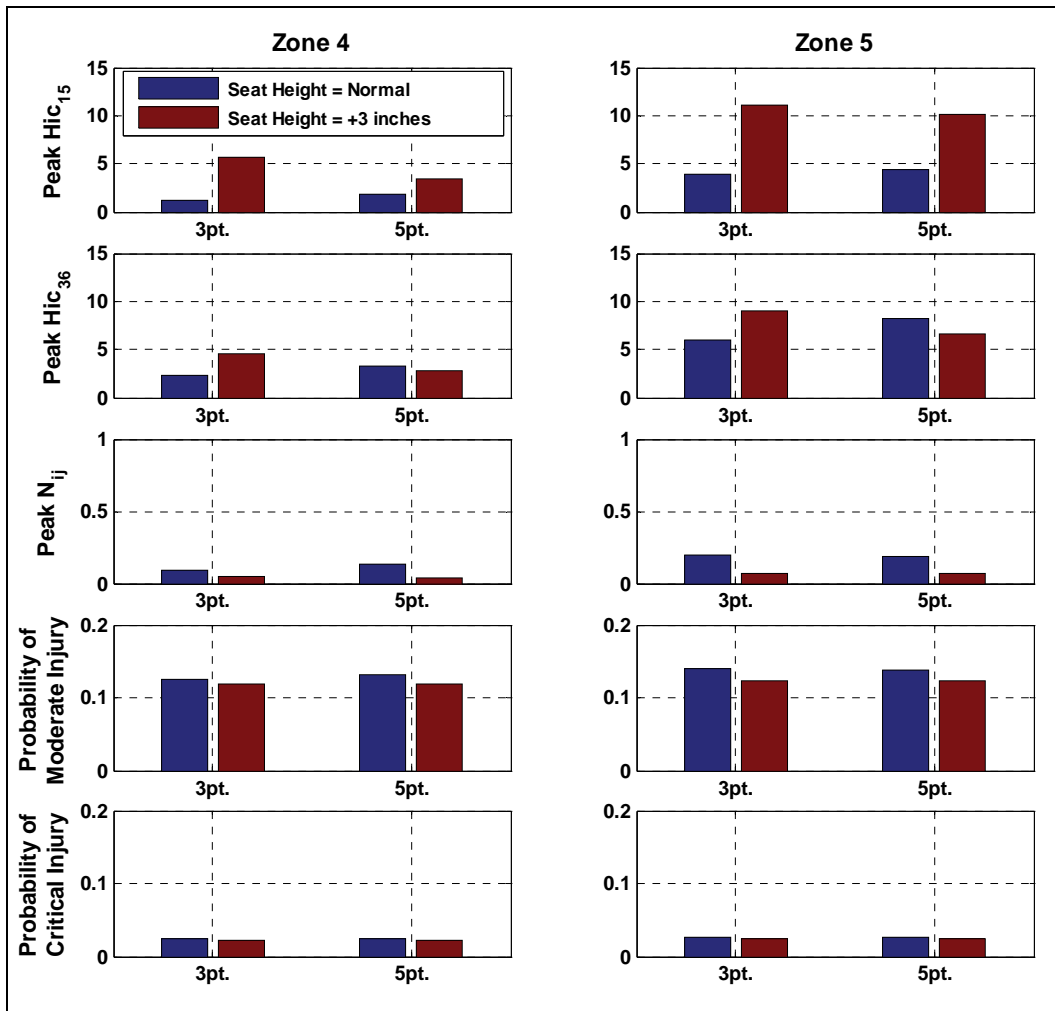 Zone 4
Zone 5
Peak Hic15
15
10
5
0
Seat Height = Normal
Seat Height = +3 inches
3pt.
5pt.
15
10
5
0
3pt.
5pt.
Peak Hic36
15
10
5
0
3pt.
5pt.
15
10
5
0
3pt.
5pt.
Peak Nij
1
0.5
0
3pt.
5pt.
1
0.5
0
3pt.
5pt.
Probability of
Moderate Injury
0.2
0.1
0
3pt.
5pt.
0.2
0.1
0
3pt.
5pt.
Probability of
Critical Injury
0.2
0.1
0
3pt.
5pt.
0.2
0.1
0
3pt.
5pt.